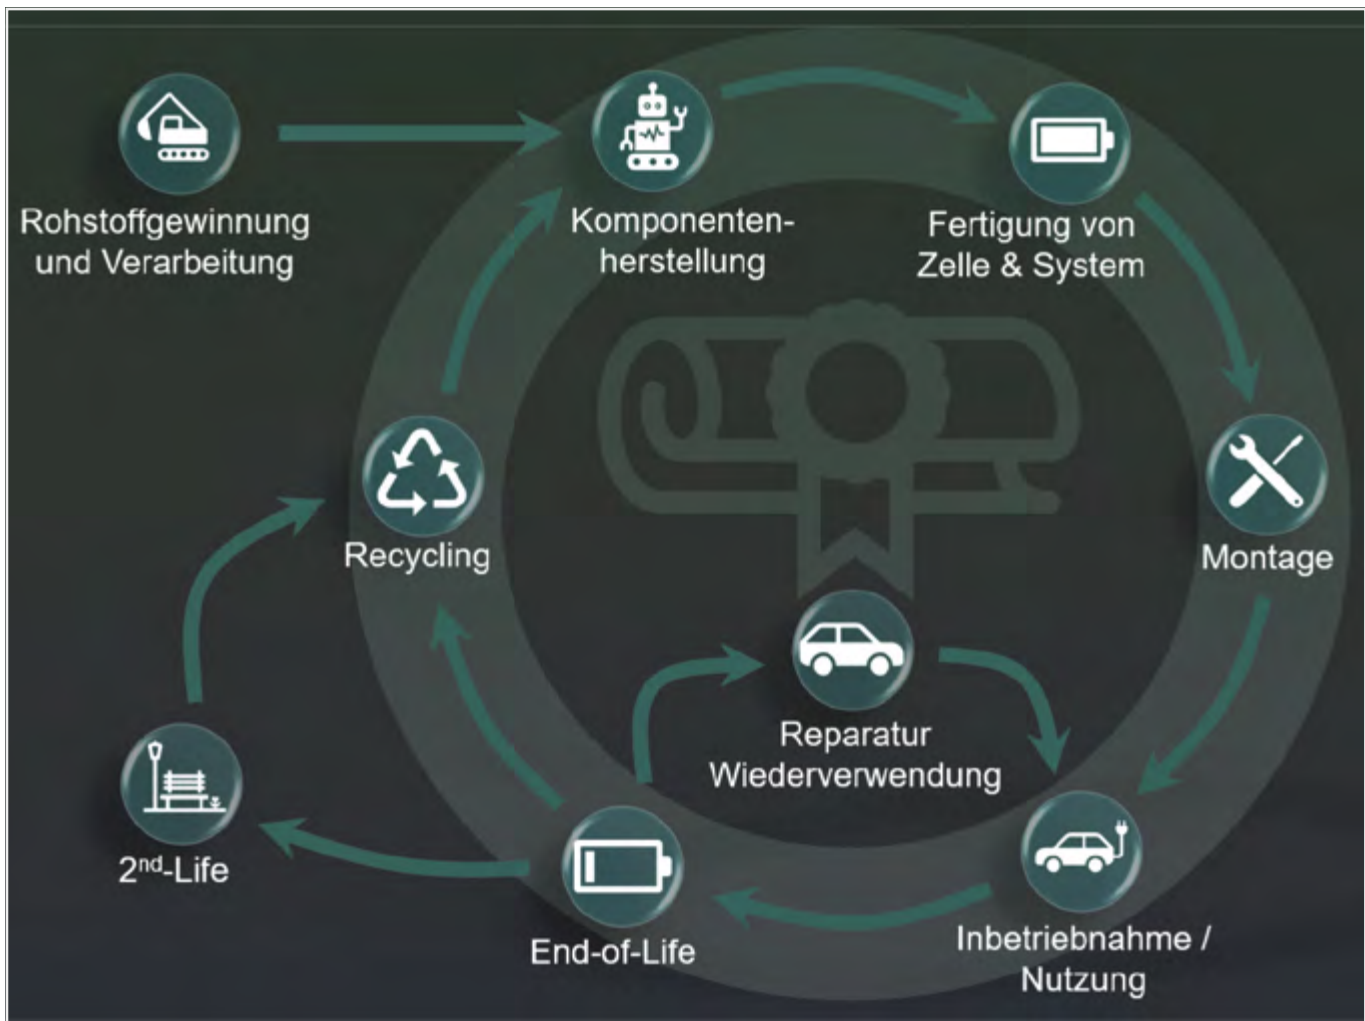 Rohstoffgewinnung
und Verarbeitung
Komponenten-
herstellung
Fertigung von
Zelle & System
Recycling
Montage
Reparatur
Wiederverwendung
2nd-Life
End-of-Life
Inbetriebnahme /
Nutzung